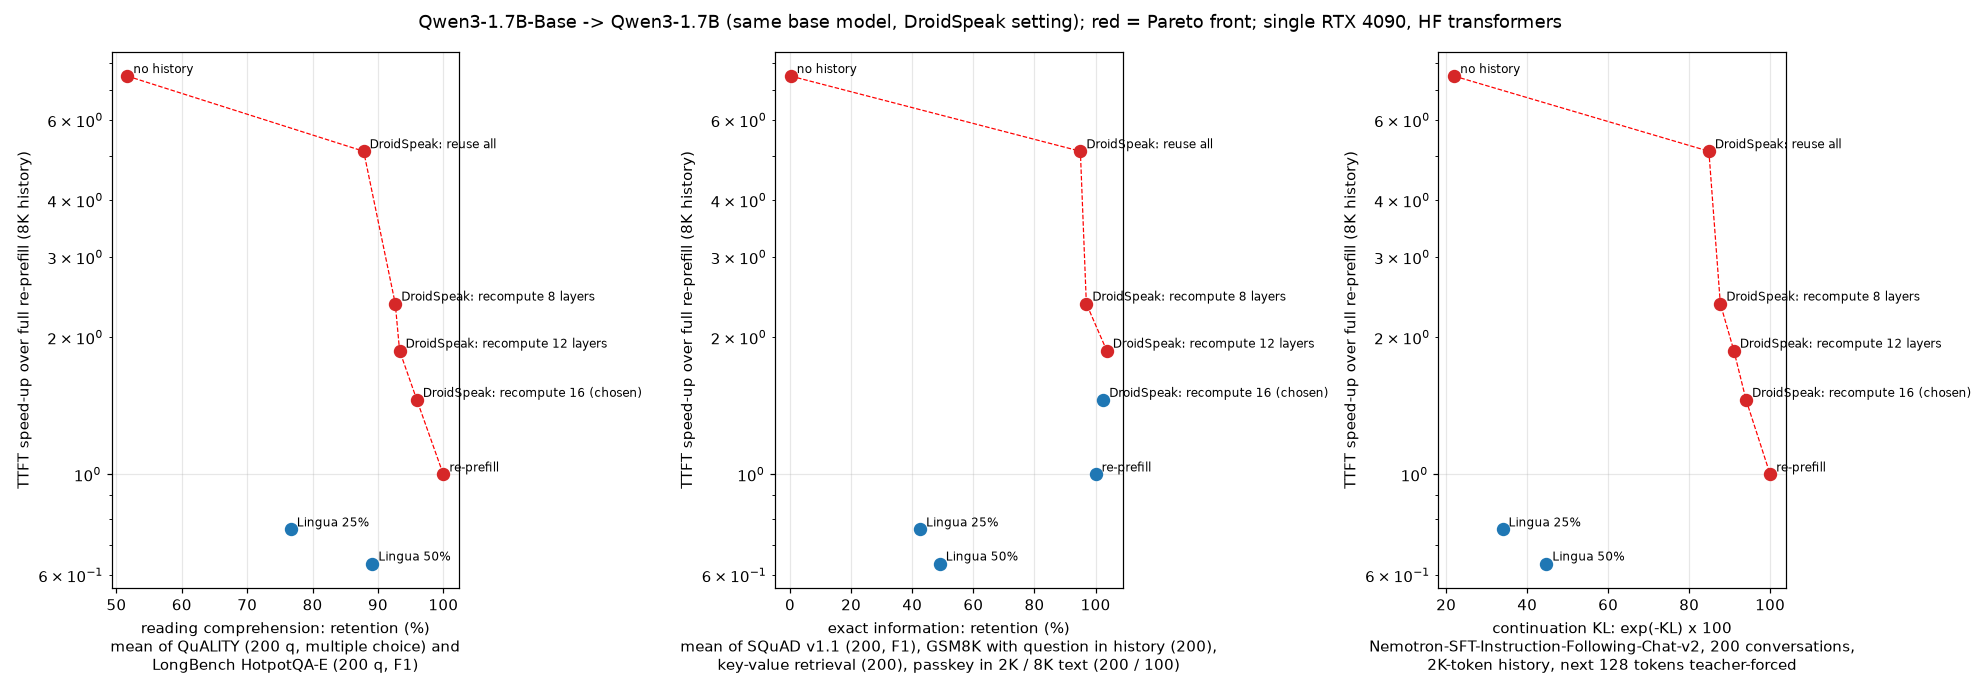 Qwen3-1.7B-Base -> Qwen3-1.7B (same base model, DroidSpeak setting); red = Pareto front; single RTX 4090, HF transformers
TTFT speed-up over full re-prefill (8K history)
6 × 10⁰
4 × 10⁰
3 × 10⁰
2 × 10⁰
10⁰
6 × 10⁻¹
no history
DroidSpeak: reuse all
DroidSpeak: recompute 8 layers
DroidSpeak: recompute 12 layers
DroidSpeak: recompute 16 (chosen)
re-prefill
Lingua 25%
Lingua 50%
50 60 70 80 90 100
reading comprehension: retention (%)
mean of QuALITY (200 q, multiple choice) and
LongBench HotpotQA-E (200 q, F1)
TTFT speed-up over full re-prefill (8K history)
6 × 10⁰
4 × 10⁰
3 × 10⁰
2 × 10⁰
10⁰
6 × 10⁻¹
no history
DroidSpeak: reuse all
DroidSpeak: recompute 8 layers
DroidSpeak: recompute 12 layers
DroidSpeak: recompute 16 (chosen)
re-prefill
Lingua 25%
Lingua 50%
0 20 40 60 80 100
exact information: retention (%)
mean of SQuAD v1.1 (200, F1), GSM8K with question in history (200),
key-value retrieval (200), passkey in 2K / 8K text (200 / 100)
TTFT speed-up over full re-prefill (8K history)
6 × 10⁰
4 × 10⁰
3 × 10⁰
2 × 10⁰
10⁰
6 × 10⁻¹
no history
DroidSpeak: reuse all
DroidSpeak: recompute 8 layers
DroidSpeak: recompute 12 layers
DroidSpeak: recompute 16 (chosen)
re-prefill
Lingua 25%
Lingua 50%
20 40 60 80 100
continuation KL: exp(-KL) x 100
Nemotron-SFT-Instruction-Following-Chat-v2, 200 conversations,
2K-token history, next 128 tokens teacher-forced